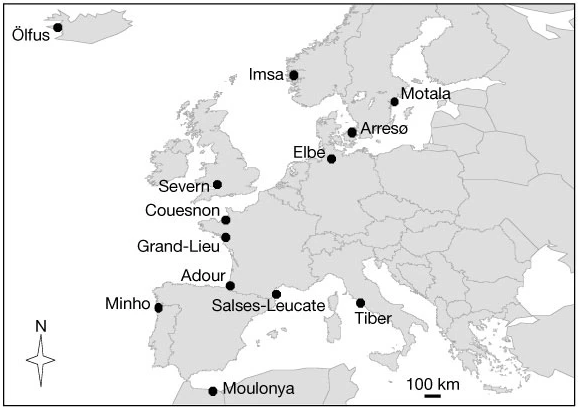 Ölfus
Imsa
Motala
Arresø
Elbe
Severn
Couesnon
Grand-Lieu
Adour
Minho
Salses-Leucate
Tiber
N
Moulonya
100 km